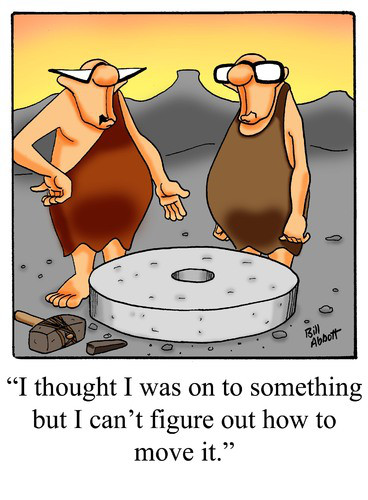 Bill
Abbott
“I thought I was on to something
but I can’t figure out how to
move it.”